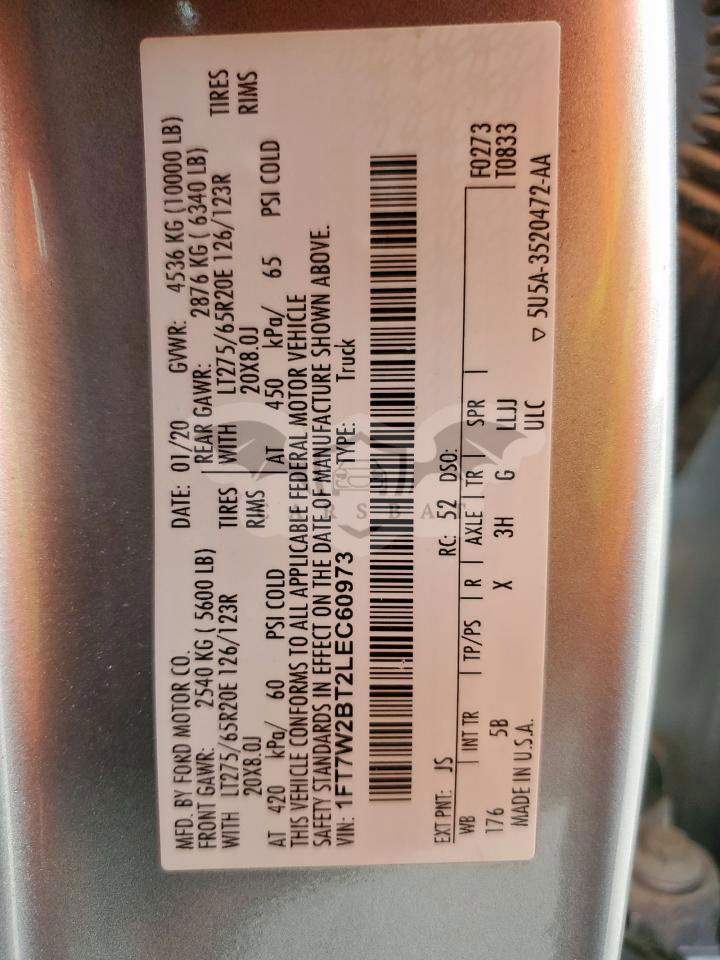 MFD. BY FORD MOTOR CO.
DATE: 01/20 GVWR: 4536 KG (10000 LB)
FRONT GAWR: 2540 KG ( 5600 LB) REAR GAWR: 2876 KG ( 6340 LB)
WITH LT275/65R20E 126/123R TIRES WITH LT275/65R20E 126/123R TIRES
20X8.0J RIMS 20X8.0J RIMS
AT 420 kPa/ 60 PSI COLD AT 450 kPa/ 65 PSI COLD
THIS VEHICLE CONFORMS TO ALL APPLICABLE FEDERAL MOTOR VEHICLE
SAFETY STANDARDS IN EFFECT ON THE DATE OF MANUFACTURE SHOWN ABOVE.
VIN: 1FT7W2BT2LEC60973 TYPE: Truck
EXT PNT: JS RC: 52 DSO: F0273
WB INT TR TP/PS R AXLE TR SPR T0833
176 5B X 3H G LLJJ
MADE IN U.S.A. ULC ▽ 5U5A-3520472-AA
CARSBAT